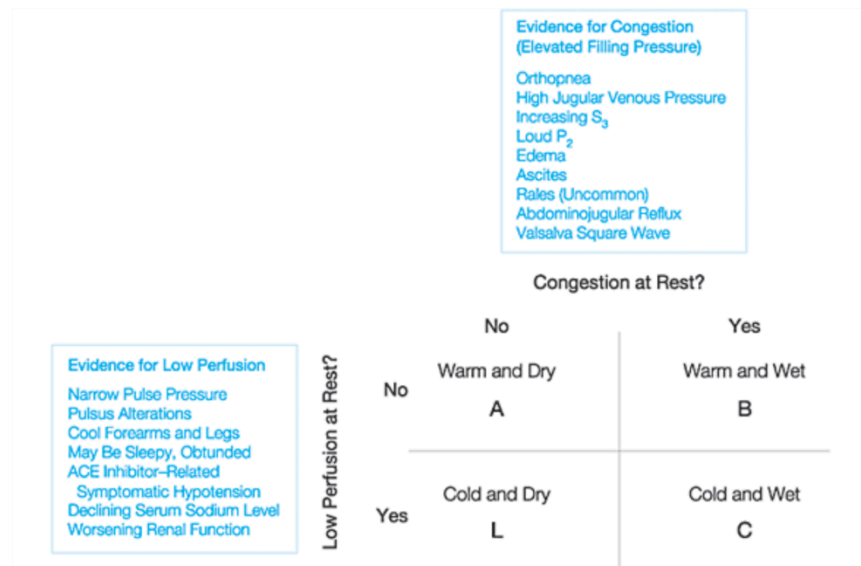 Evidence for Congestion
(Elevated Filling Pressure)
Orthopnea
High Jugular Venous Pressure
Increasing S3
Loud P2
Edema
Ascites
Rales (Uncommon)
Abdominojugular Reflux
Valsalva Square Wave
Congestion at Rest?
No
Yes
Evidence for Low Perfusion
Narrow Pulse Pressure
Pulsus Alterations
Cool Forearms and Legs
May Be Sleepy, Obtunded
ACE Inhibitor–Related
Symptomatic Hypotension
Declining Serum Sodium Level
Worsening Renal Function
Low Perfusion at Rest?
No
Warm and Dry
A
Warm and Wet
B
Yes
Cold and Dry
L
Cold and Wet
C